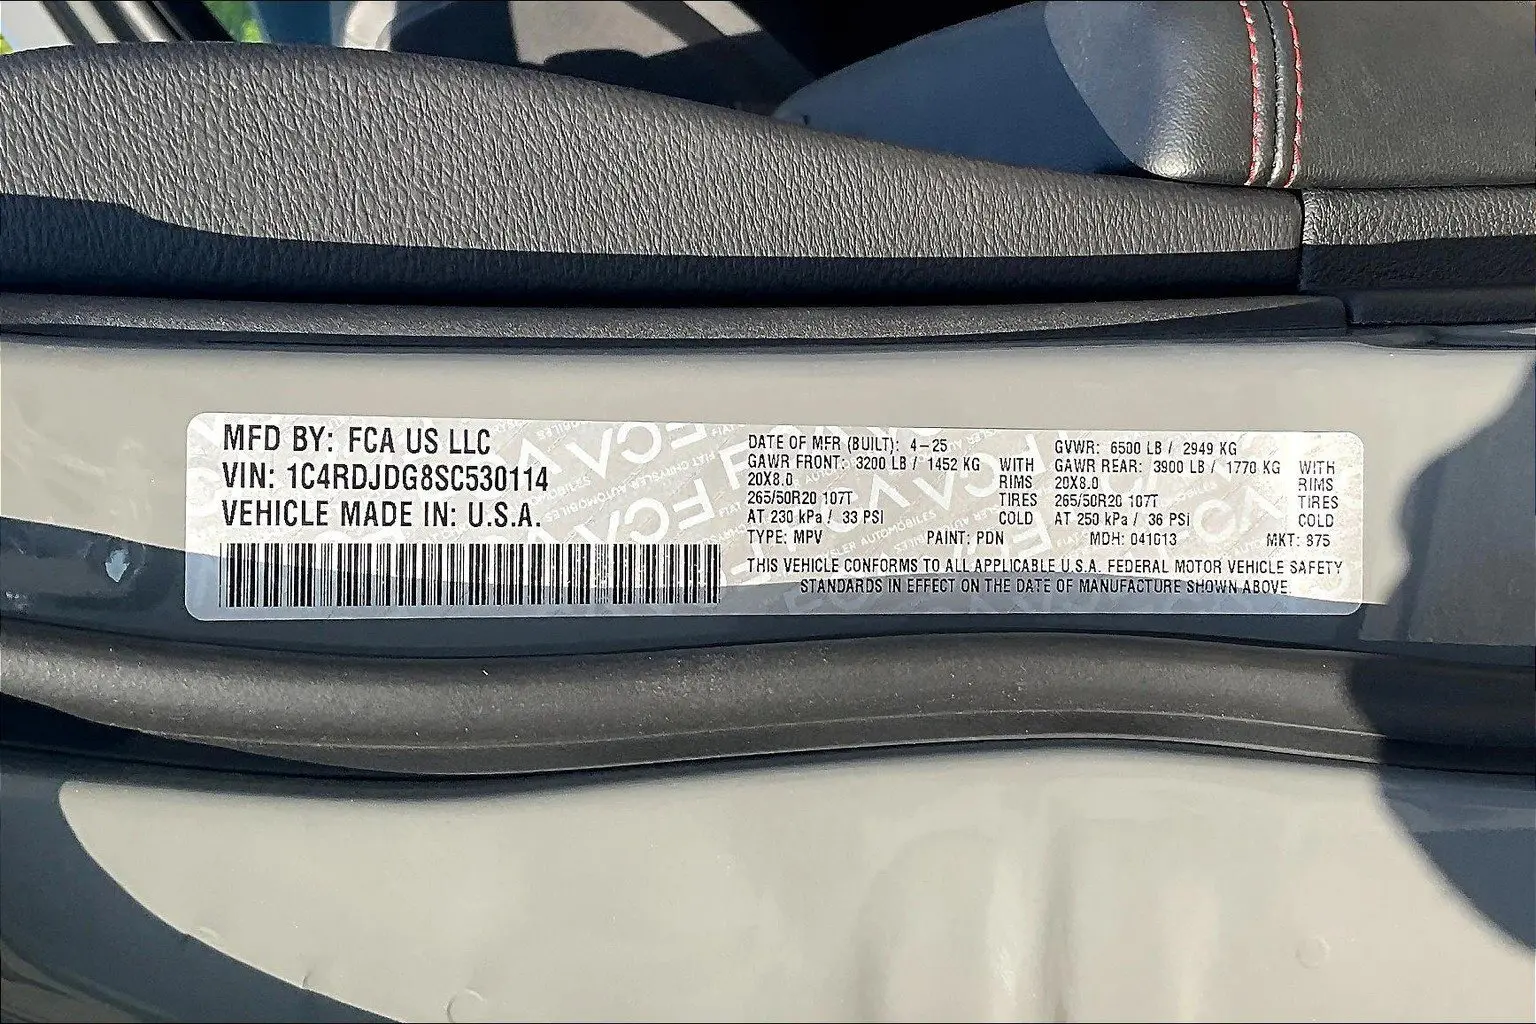 MFD BY: FCA US LLC
VIN: 1C4RDJDG8SC530114
VEHICLE MADE IN: U.S.A.
DATE OF MFR (BUILT): 4-25
GAWR FRONT: 3200 LB / 1452 KG WITH
20X8.0 RIMS
265/50R20 107T TIRES
AT 230 kPa / 33 PSI COLD
TYPE: MPV PAINT: PDN
GVWR: 6500 LB / 2949 KG
GAWR REAR: 3900 LB / 1770 KG WITH
20X8.0 RIMS
265/50R20 107T TIRES
AT 250 kPa / 36 PSI COLD
MDH: 041613 MKT: 875
THIS VEHICLE CONFORMS TO ALL APPLICABLE U.S.A. FEDERAL MOTOR VEHICLE SAFETY
STANDARDS IN EFFECT ON THE DATE OF MANUFACTURE SHOWN ABOVE.